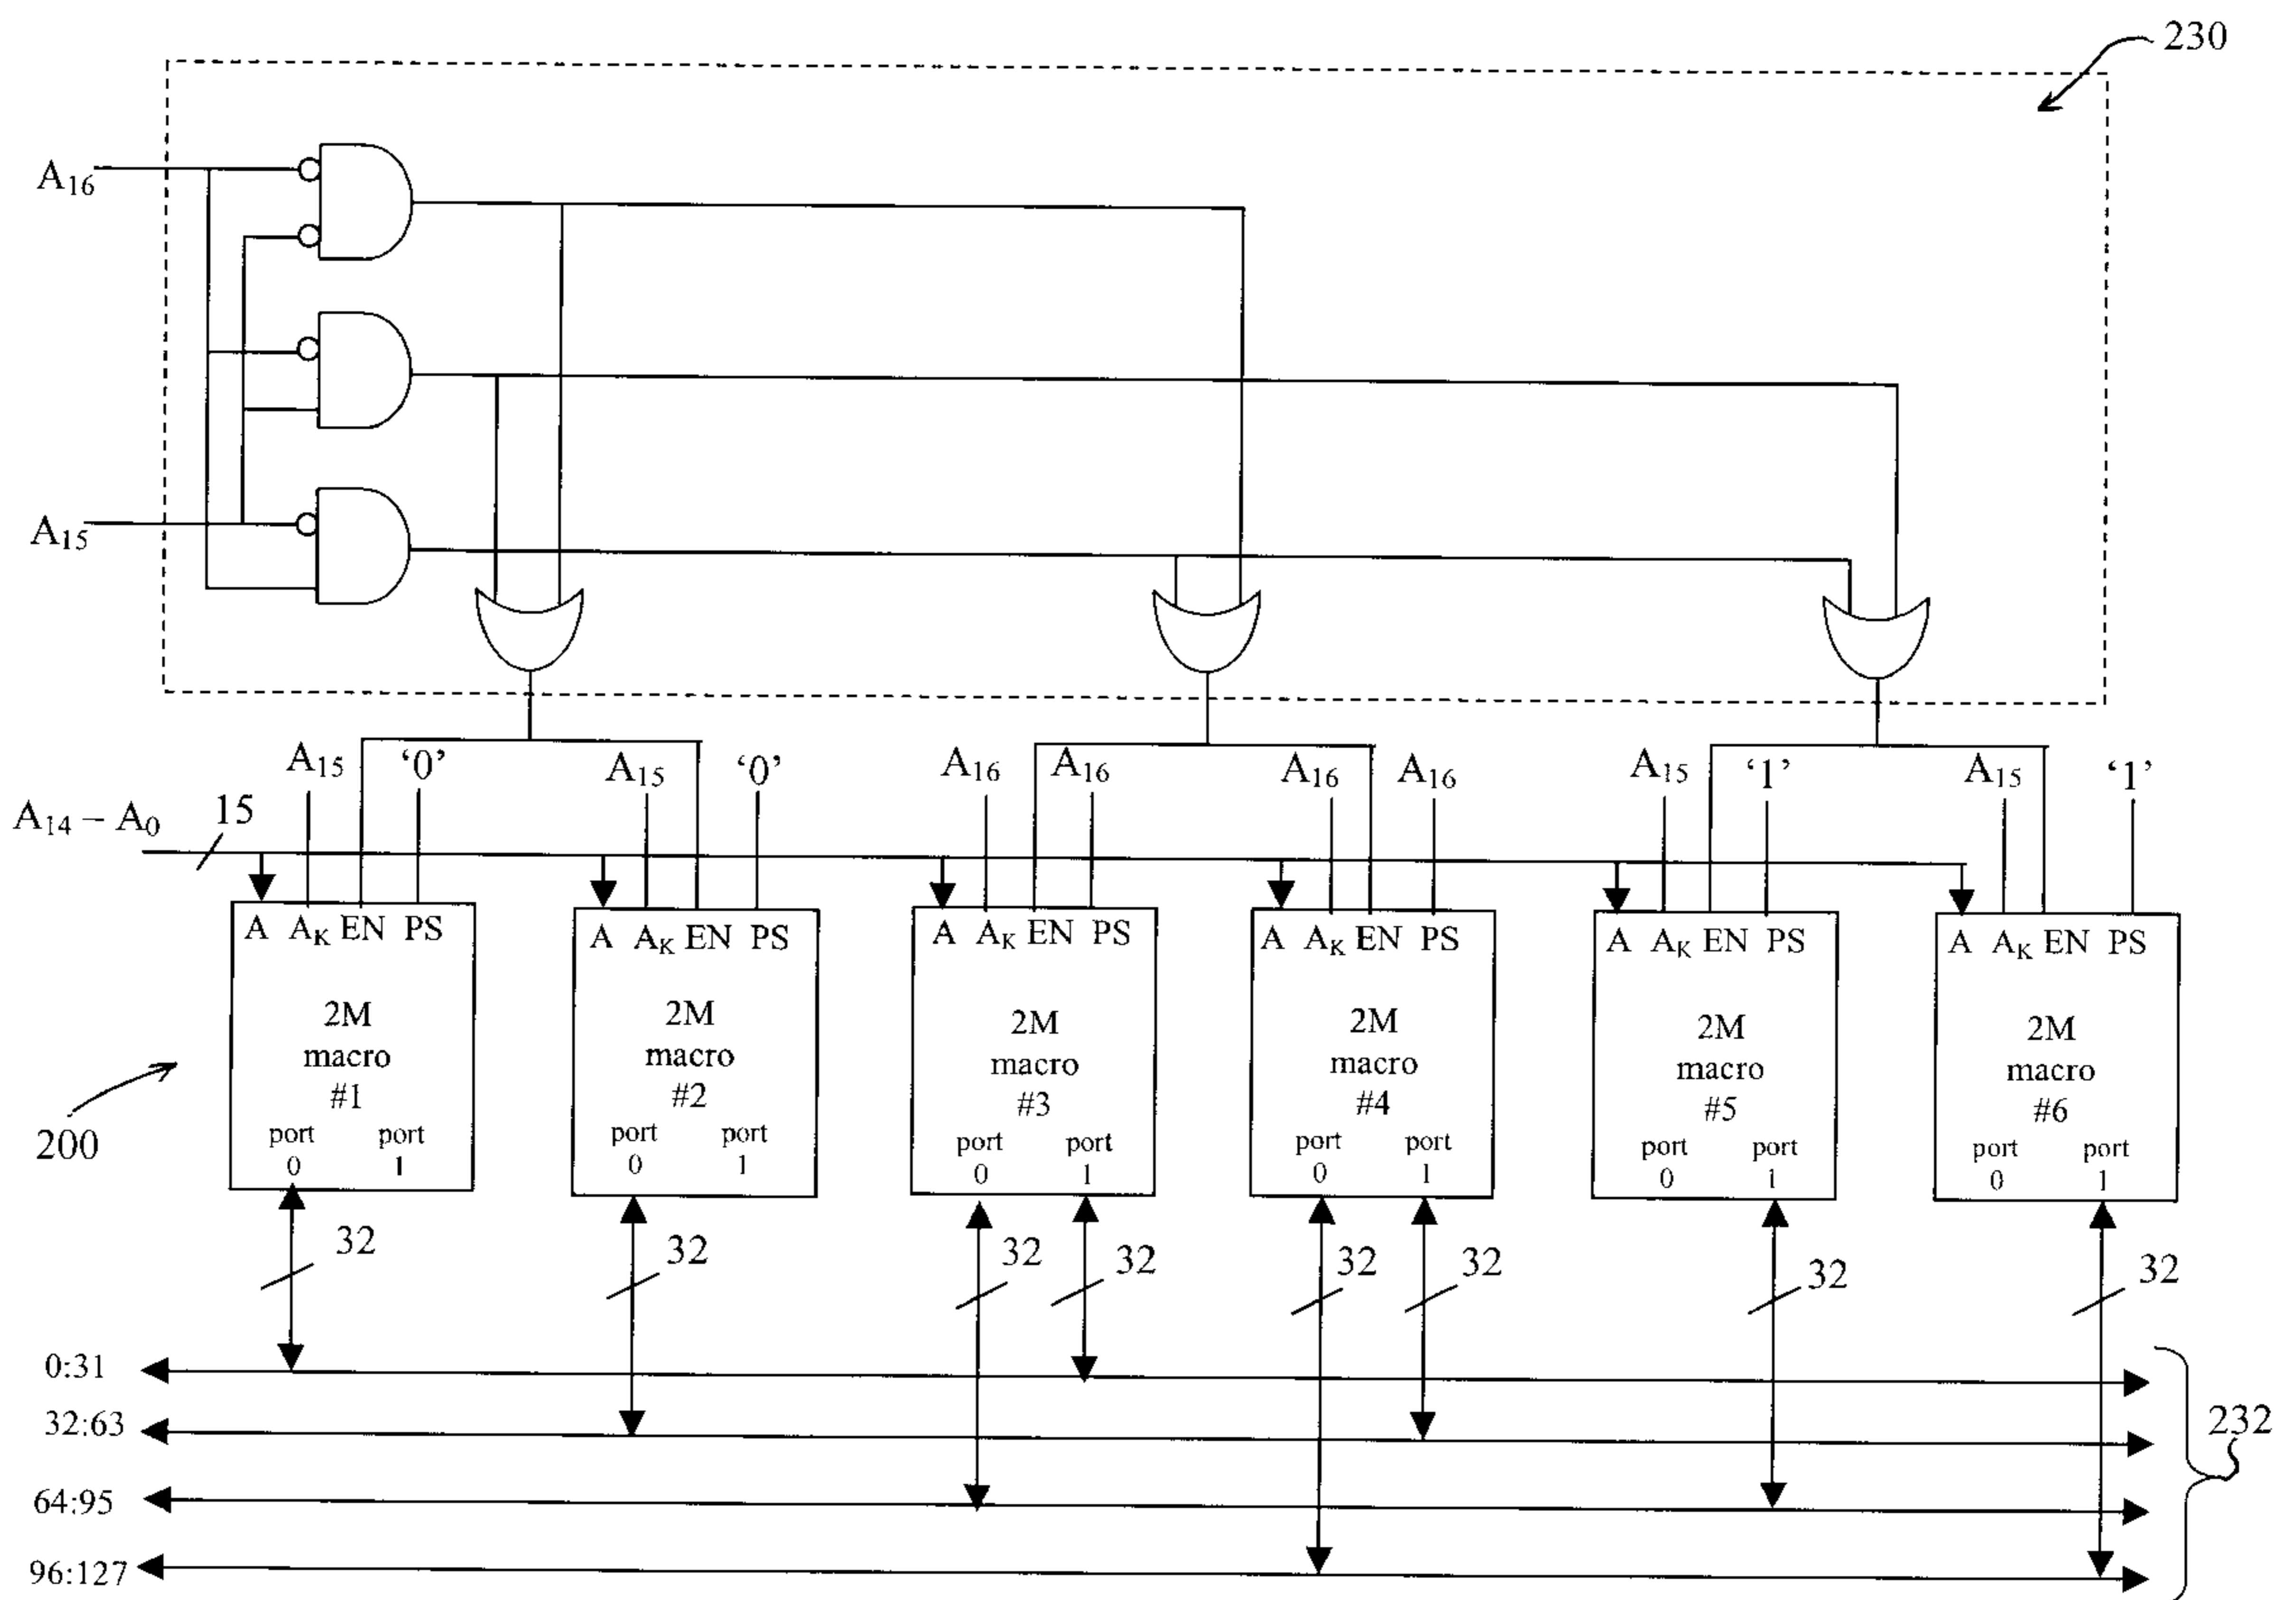 230
A16
A15
A15 '0' A15 '0' A16 A16 A16 A16 A15 '1' A15 '1'
A14 – A0 15
A AK EN PS A AK EN PS A AK EN PS A AK EN PS A AK EN PS A AK EN PS
2M 2M 2M 2M 2M 2M
macro macro macro macro macro macro
#1 #2 #3 #4 #5 #6
port port port port port port port port port port port port
0 1 0 1 0 1 0 1 0 1 0 1
200
32 32 32 32 32 32 32 32
0:31
32:63
232
64:95
96:127